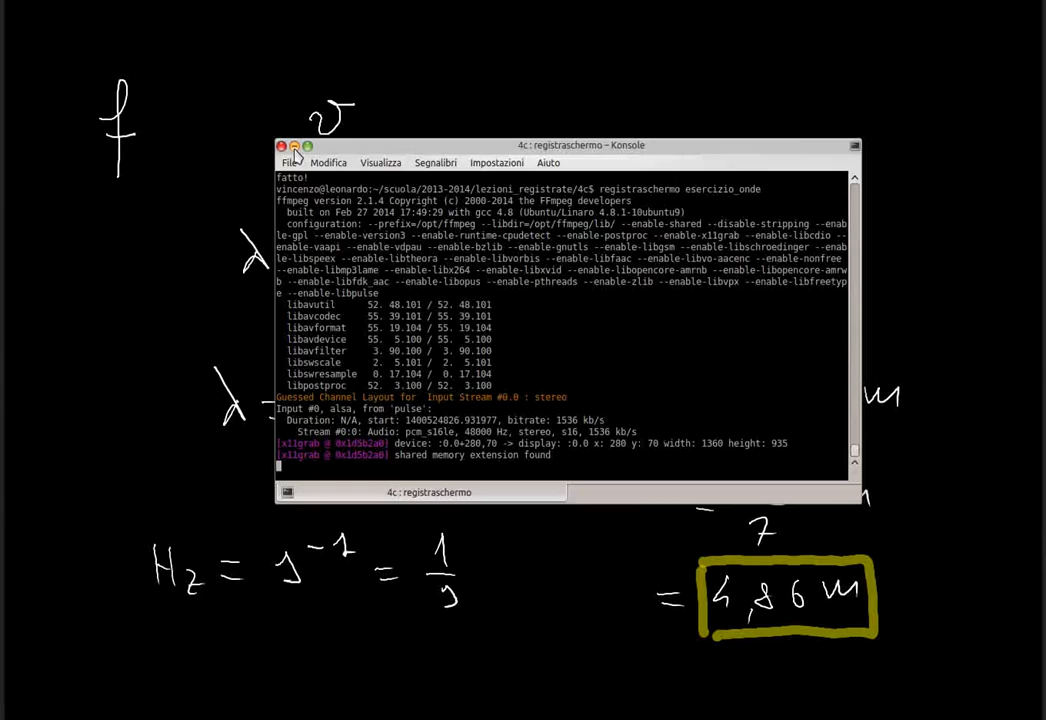 f
v
4c : registraschermo – Konsole
File Modifica Visualizza Segnalibri Impostazioni Aiuto
fatto!
vincenzo@leonardo:~/scuola/2013-2014/lezioni_registrate/4c$ registraschermo esercizio_onde
ffmpeg version 2.1.4 Copyright (c) 2000-2014 the FFmpeg developers
built on Feb 27 2014 17:49:29 with gcc 4.8 (Ubuntu/Linaro 4.8.1-10ubuntu9)
configuration: --prefix=/opt/ffmpeg --libdir=/opt/ffmpeg/lib/ --enable-shared --disable-stripping --enab
le-gpl --enable-version3 --enable-runtime-cpudetect --enable-postproc --enable-x11grab --enable-libcdio --
enable-vaapi --enable-vdpau --enable-bzlib --enable-gnutls --enable-libgsm --enable-libschroedinger --enab
le-libspeex --enable-libtheora --enable-libvorbis --enable-libfaac --enable-libvo-aacenc --enable-nonfree
--enable-libmp3lame --enable-libx264 --enable-libxvid --enable-libopencore-amrnb --enable-libopencore-amrw
b --enable-libfdk_aac --enable-libopus --enable-pthreads --enable-zlib --enable-libvpx --enable-libfreetyp
e --enable-libpulse
libavutil 52. 48.101 / 52. 48.101
libavcodec 55. 39.101 / 55. 39.101
libavformat 55. 19.104 / 55. 19.104
libavdevice 55. 5.100 / 55. 5.100
libavfilter 3. 90.100 / 3. 90.100
libswscale 2. 5.101 / 2. 5.101
libswresample 0. 17.104 / 0. 17.104
libpostproc 52. 3.100 / 52. 3.100
Guessed Channel Layout for Input Stream #0.0 : stereo
Input #0, alsa, from 'pulse':
Duration: N/A, start: 1400524826.931977, bitrate: 1536 kb/s
Stream #0:0: Audio: pcm_s16le, 48000 Hz, stereo, s16, 1536 kb/s
[x11grab @ 0x1d5b2a0] device: :0.0+280,70 -> display: :0.0 x: 280 y: 70 width: 1360 height: 935
[x11grab @ 0x1d5b2a0] shared memory extension found
4c : registraschermo
λ
λ = m
7
Hz = s⁻¹ = 1/s
= 4,86 m